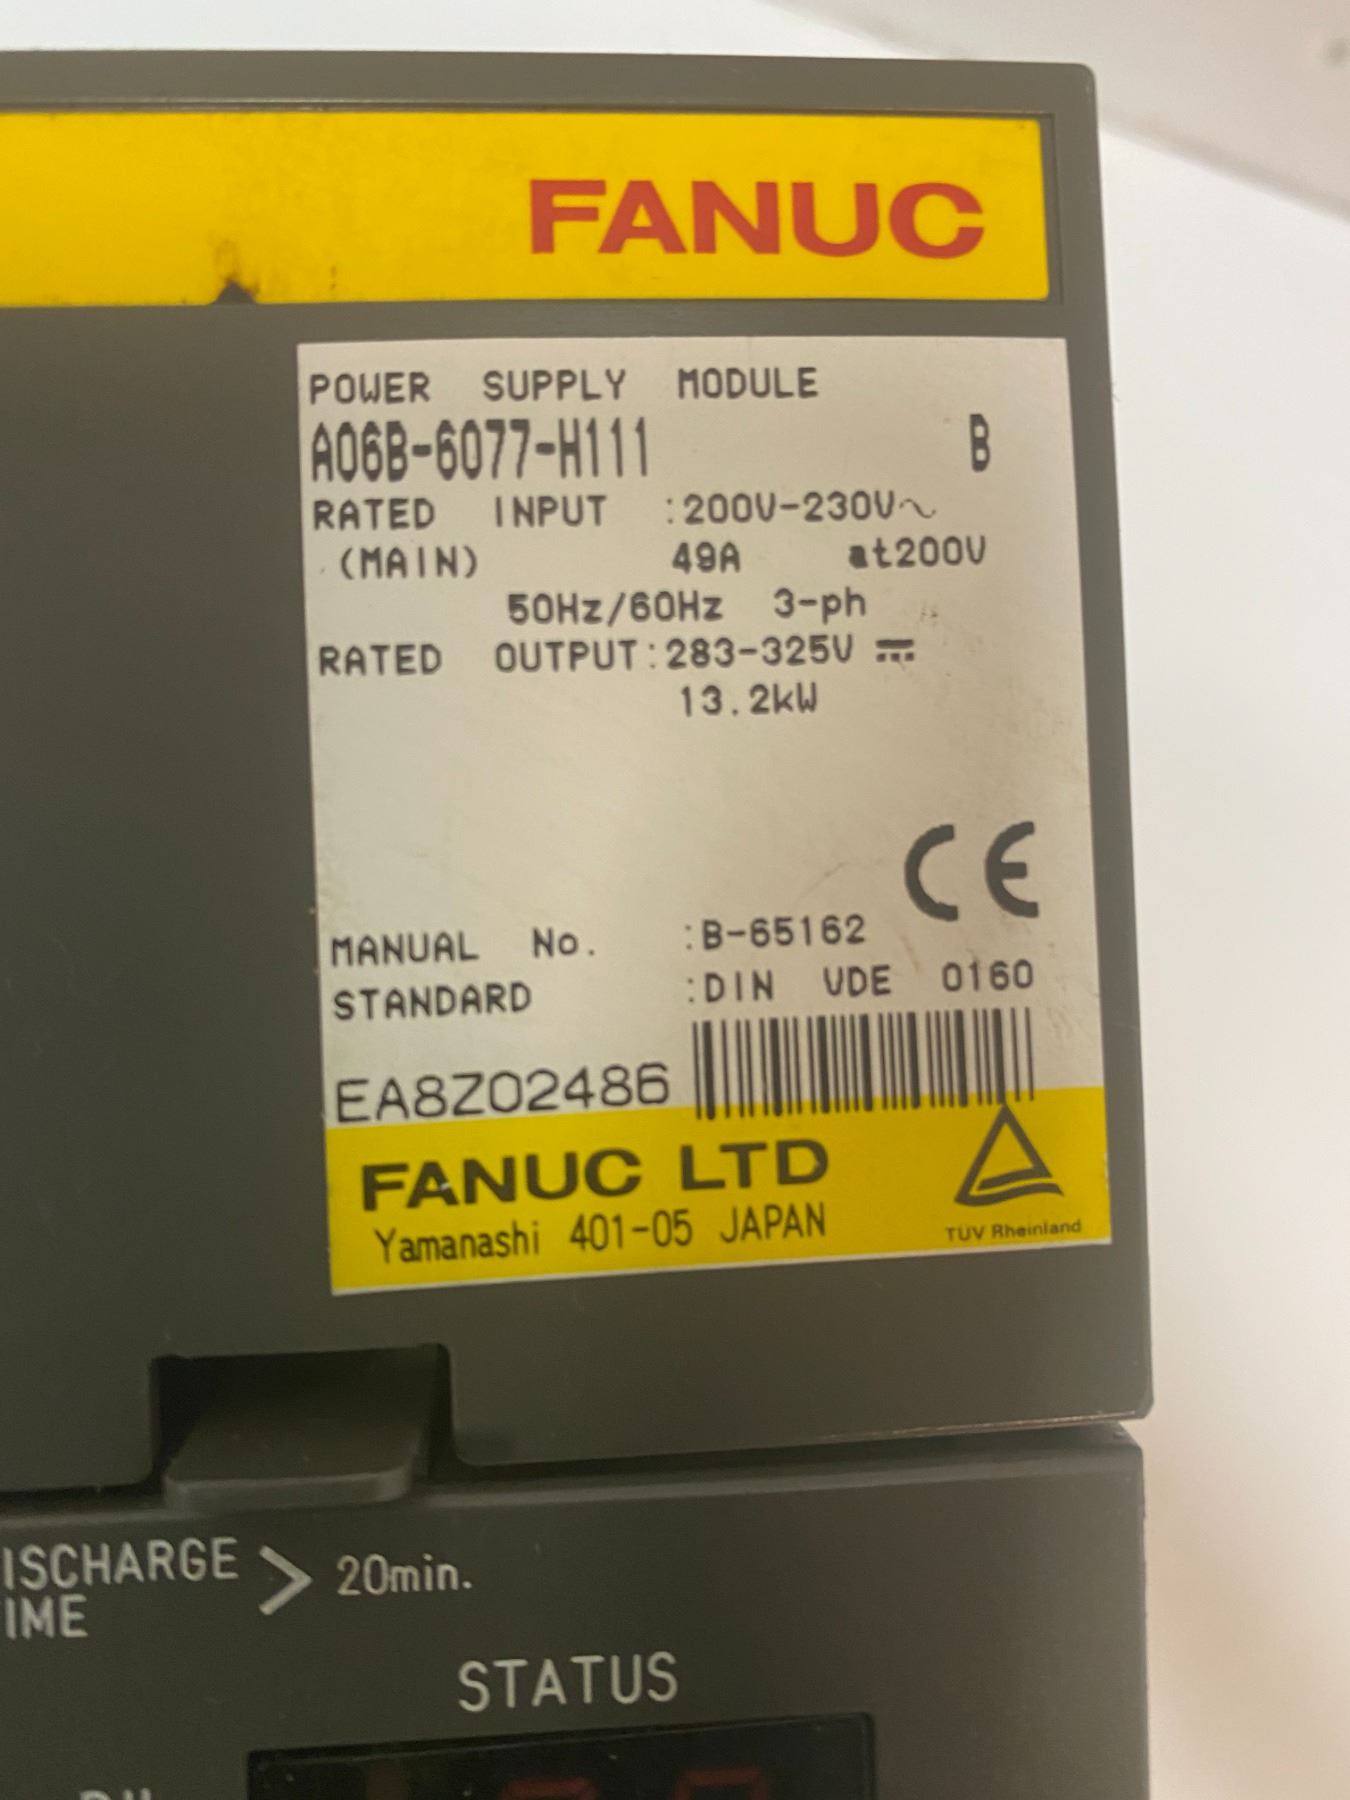 FANUC
POWER SUPPLY MODULE
A06B-6077-H111 B
RATED INPUT :200V-230V～
(MAIN) 49A at200V
50Hz/60Hz 3-ph
RATED OUTPUT:283-325V ⎓
13.2kW
CE
MANUAL No. :B-65162
STANDARD :DIN VDE 0160
EA8Z02486
FANUC LTD
Yamanashi 401-05 JAPAN
TÜV Rheinland
ISCHARGE > 20min.
IME
STATUS